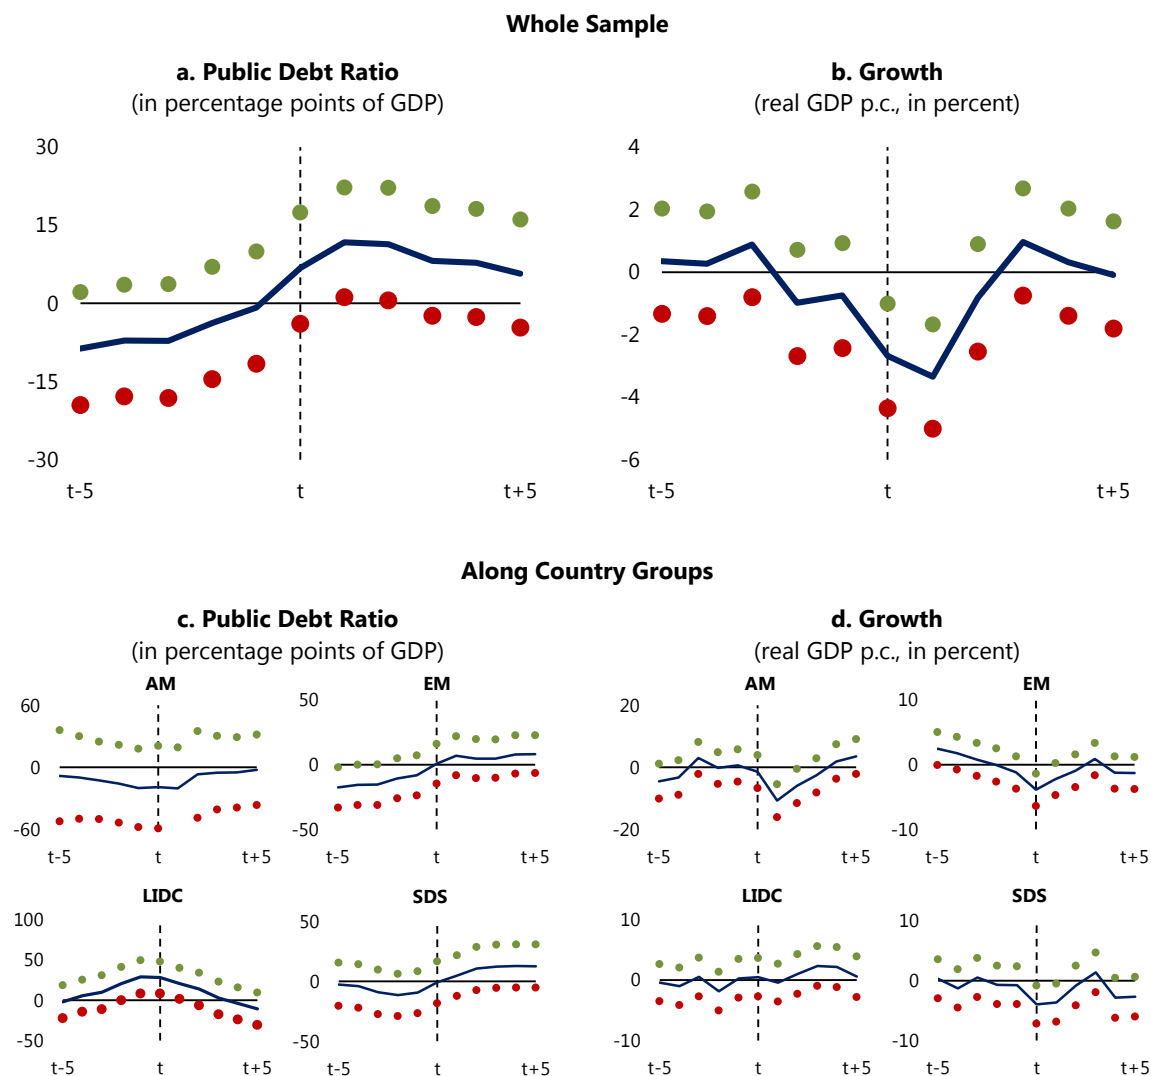 Whole Sample
a. Public Debt Ratio
(in percentage points of GDP)
30
15
0
-15
-30
t-5 t t+5
b. Growth
(real GDP p.c., in percent)
4
2
0
-2
-4
-6
t-5 t t+5
Along Country Groups
c. Public Debt Ratio
(in percentage points of GDP)
AM
60
0
-60
t-5 t t+5
EM
50
0
-50
t-5 t t+5
LIDC
100
50
0
-50
t-5 t t+5
SDS
50
0
-50
t-5 t t+5
d. Growth
(real GDP p.c., in percent)
AM
20
0
-20
t-5 t t+5
EM
10
0
-10
t-5 t t+5
LIDC
10
0
-10
t-5 t t+5
SDS
10
0
-10
t-5 t t+5